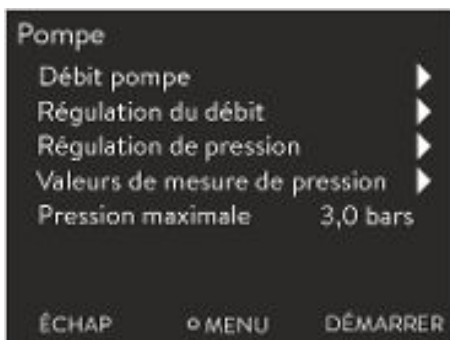 Pompe
Débit pompe
Régulation du débit
Régulation de pression
Valeurs de mesure de pression
Pression maximale 3,0 bars
ÉCHAP MENU DÉMARRER